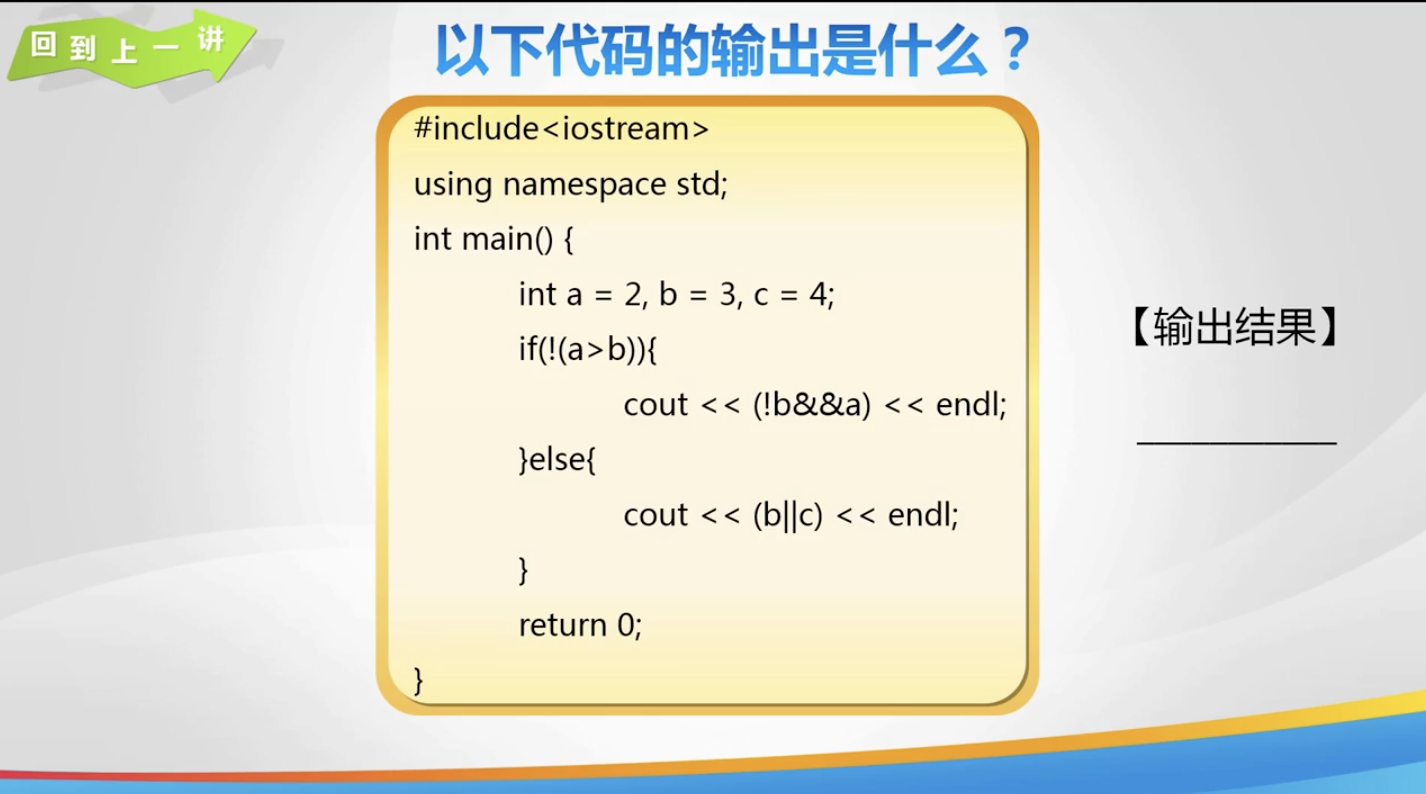 回到上一讲
以下代码的输出是什么？
#include<iostream>
using namespace std;
int main() {
int a = 2, b = 3, c = 4;
if(!(a>b)){
cout << (!b&&a) << endl;
}else{
cout << (b||c) << endl;
}
return 0;
}
【输出结果】
___________